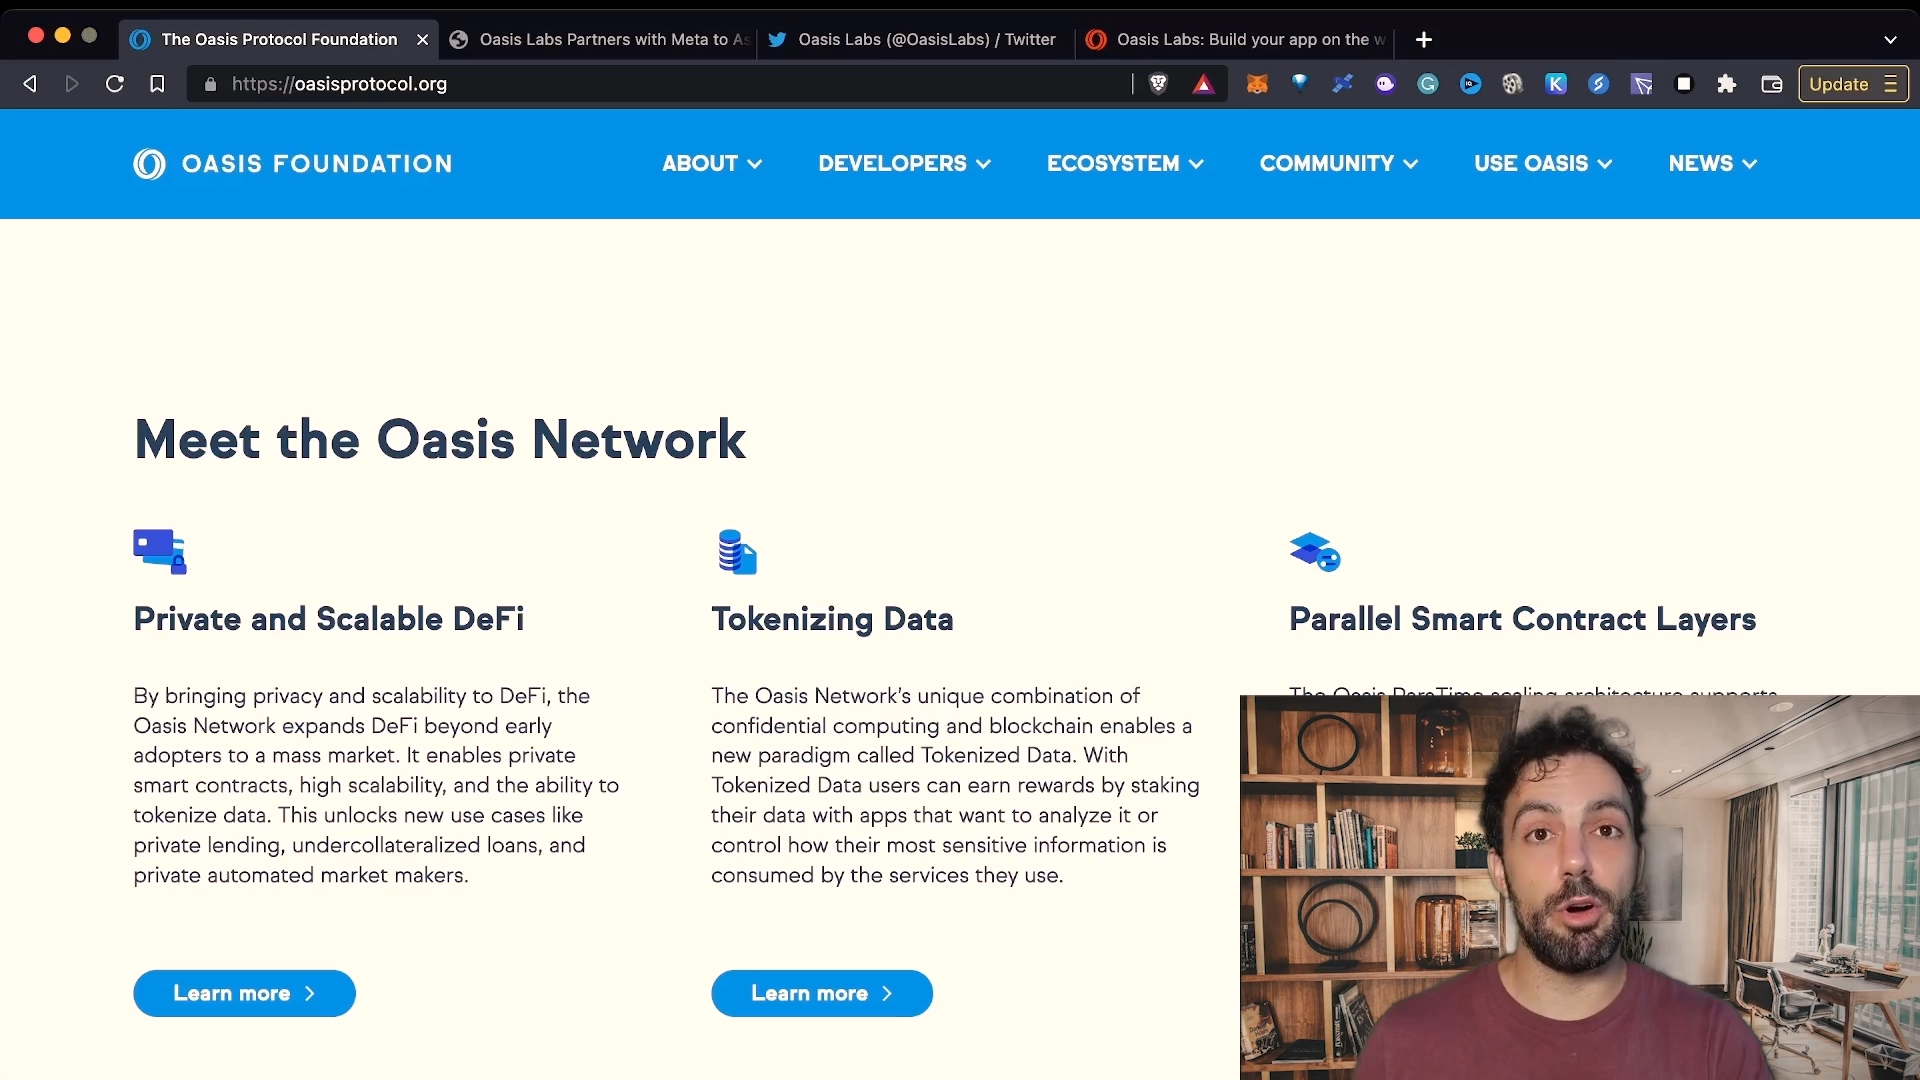 The Oasis Protocol Foundation
Oasis Labs Partners with Meta to As
Oasis Labs (@OasisLabs) / Twitter
Oasis Labs: Build your app on the w
https://oasisprotocol.org
Update
OASIS FOUNDATION
ABOUT
DEVELOPERS
ECOSYSTEM
COMMUNITY
USE OASIS
NEWS
Meet the Oasis Network
Private and Scalable DeFi
By bringing privacy and scalability to DeFi, the
Oasis Network expands DeFi beyond early
adopters to a mass market. It enables private
smart contracts, high scalability, and the ability to
tokenize data. This unlocks new use cases like
private lending, undercollateralized loans, and
private automated market makers.
Learn more
Tokenizing Data
The Oasis Network’s unique combination of
confidential computing and blockchain enables a
new paradigm called Tokenized Data. With
Tokenized Data users can earn rewards by staking
their data with apps that want to analyze it or
control how their most sensitive information is
consumed by the services they use.
Learn more
Parallel Smart Contract Layers
The Oasis ParaTime scaling architecture supports